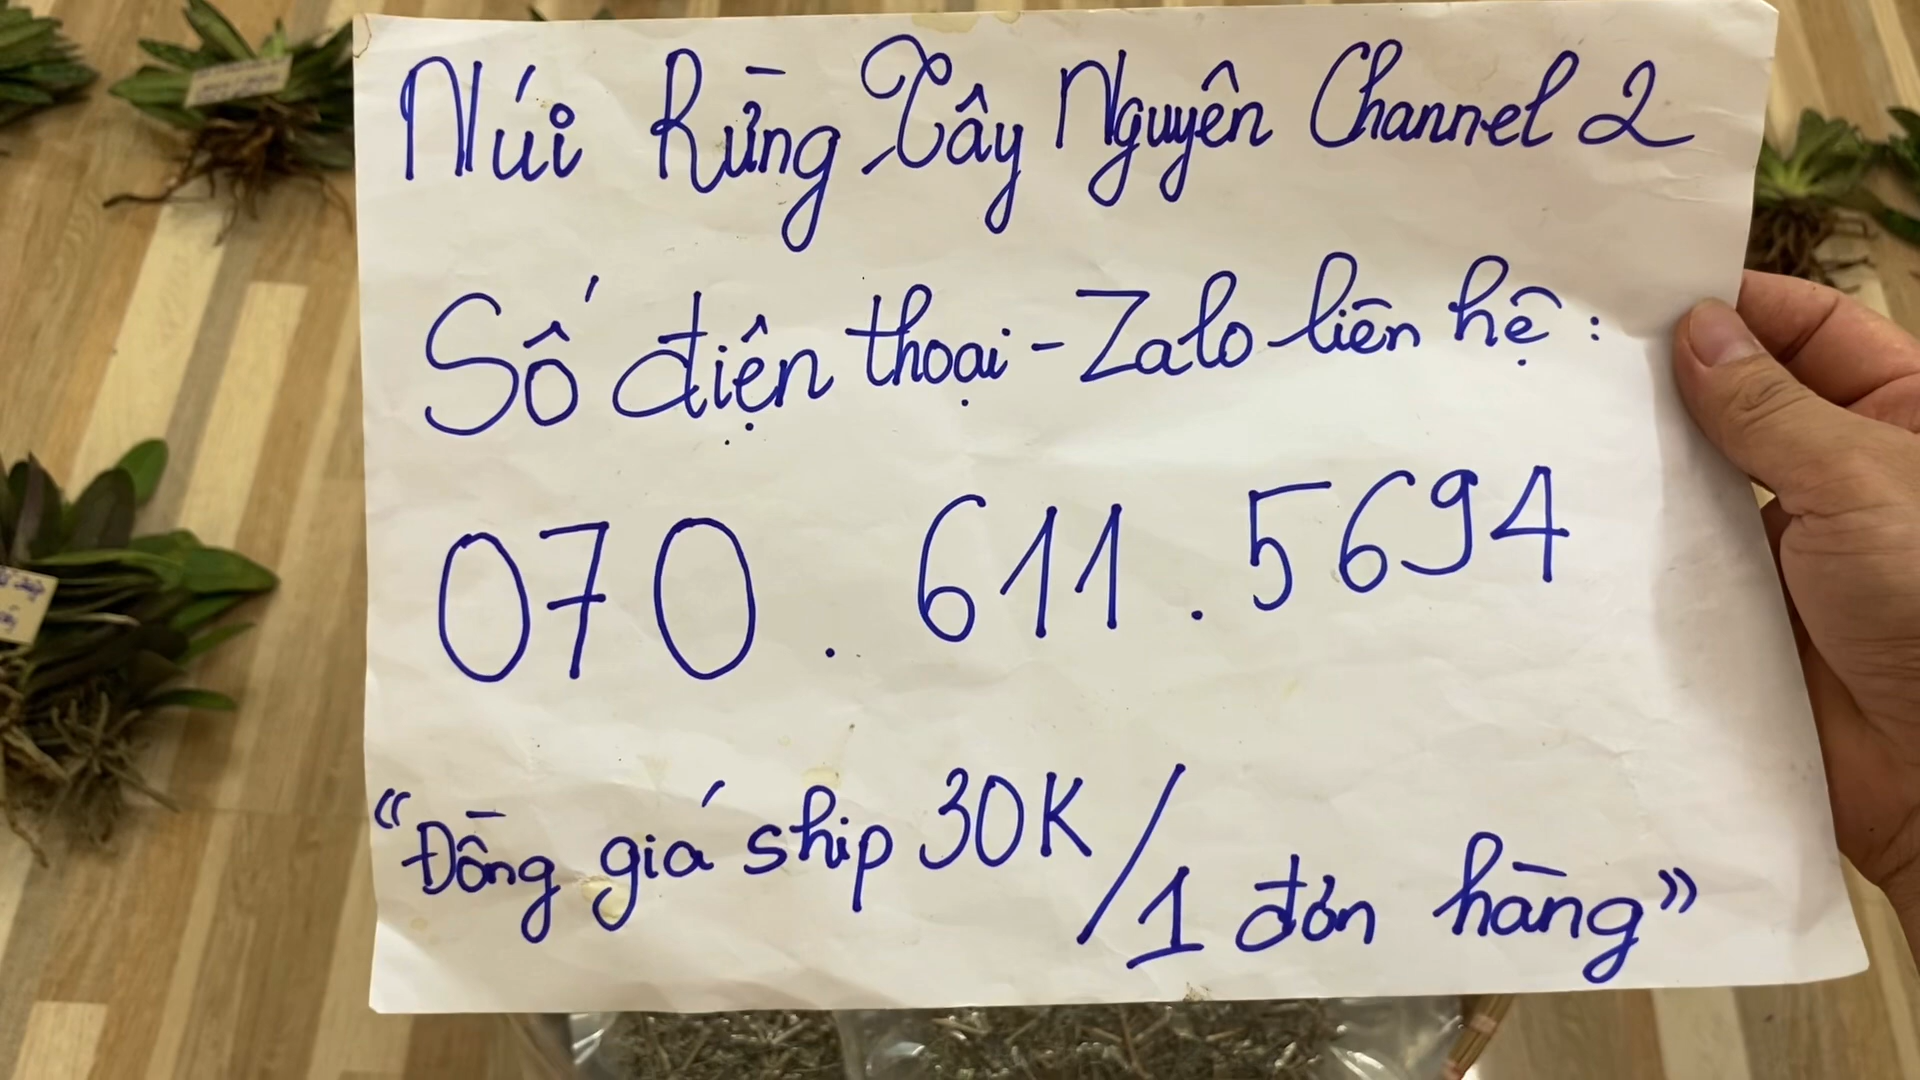 Núi Rừng Tây Nguyên Channel 2
Số điện thoại - Zalo liên hệ :
070 . 611 . 5694
“Đồng giá ship 30K/1 đơn hàng”